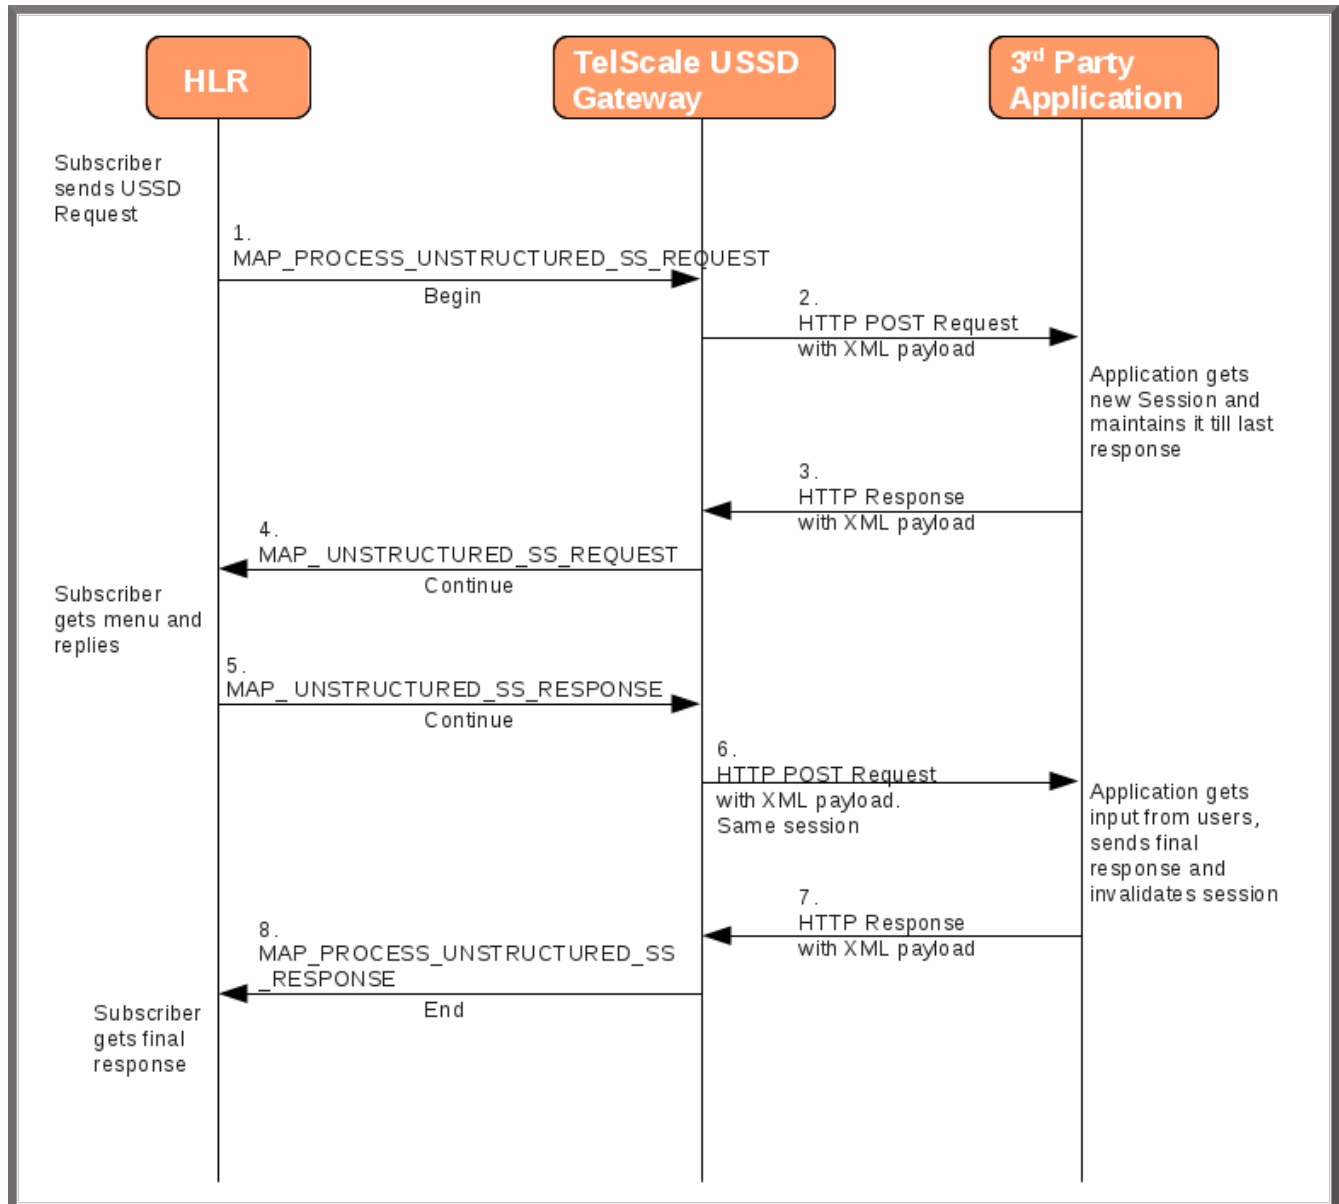 HLR
TelScale USSD
Gateway
3rd Party
Application
Subscriber
sends USSD
Request
1.
MAP_PROCESS_UNSTRUCTURED_SS_REQUEST
Begin
2.
HTTP POST Request
with XML payload
Application gets
new Session and
maintains it till last
response
3.
HTTP Response
with XML payload
4.
MAP_ UNSTRUCTURED_SS_REQUEST
Continue
Subscriber
gets menu and
replies
5.
MAP_ UNSTRUCTURED_SS_RESPONSE
Continue
6.
HTTP POST Request
with XML payload.
Same session
Application gets
input from users,
sends final
response and
invalidates session
7.
HTTP Response
with XML payload
8.
MAP_PROCESS_UNSTRUCTURED_SS
_RESPONSE
End
Subscriber
gets final
response